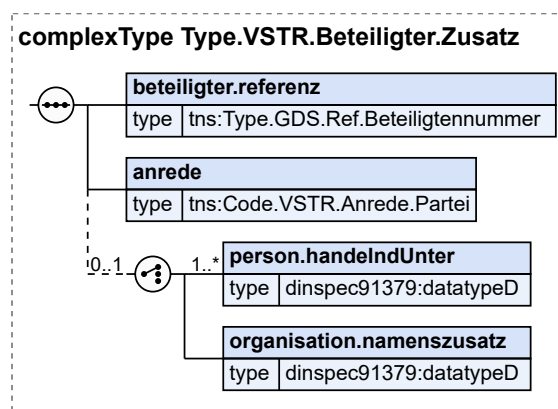 complexType Type.VSTR.Beteiligter.Zusatz
beteiligter.referenz
type tns:Type.GDS.Ref.Beteiligtennummer
anrede
type tns:Code.VSTR.Anrede.Partei
0..1
1..*
person.handelndUnter
type dinspec91379:datatypeD
organisation.namenszusatz
type dinspec91379:datatypeD